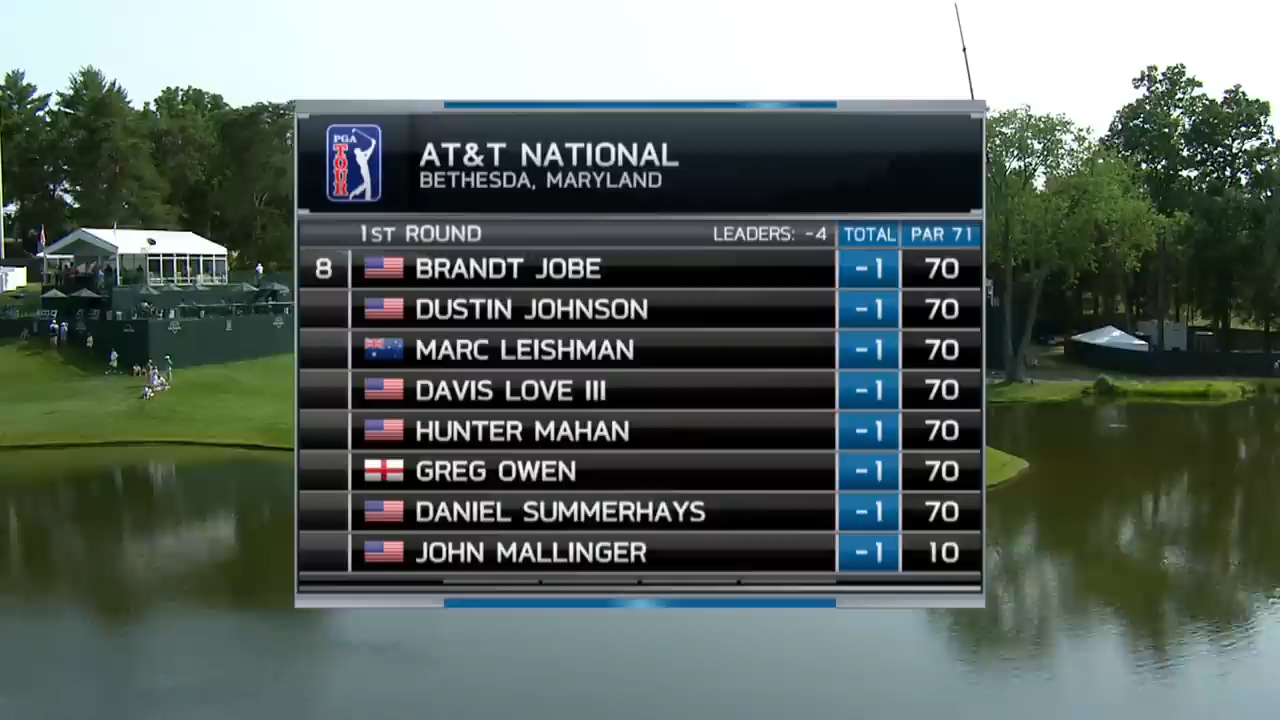 PGA
TOUR
AT&T NATIONAL
BETHESDA, MARYLAND
1ST ROUND LEADERS: -4 TOTAL PAR 71
8 BRANDT JOBE -1 70
DUSTIN JOHNSON -1 70
MARC LEISHMAN -1 70
DAVIS LOVE III -1 70
HUNTER MAHAN -1 70
GREG OWEN -1 70
DANIEL SUMMERHAYS -1 70
JOHN MALLINGER -1 10